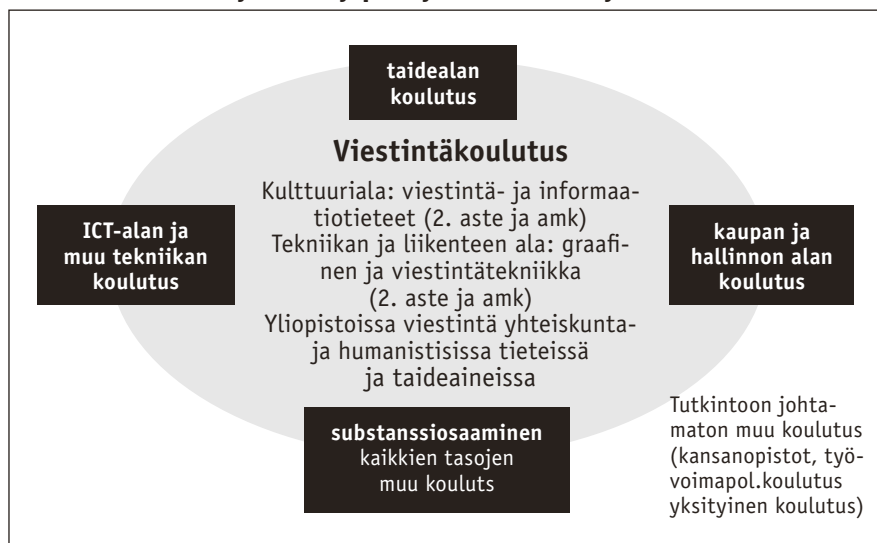 taidealan
koulutus
Viestintäkoulutus
Kulttuuriala: viestintä- ja informaa-
tiotieteet (2. aste ja amk)
Tekniikan ja liikenteen ala: graafi-
nen ja viestintätekniikka
(2. aste ja amk)
Yliopistoissa viestintä yhteiskunta-
ja humanistisissa tieteissä
ja taideaineissa
ICT-alan ja
muu tekniikan
koulutus
kaupan ja
hallinnon alan
koulutus
substanssiosaaminen
kaikkien tasojen
muu kouluts
Tutkintoon johta-
maton muu koulutus
(kansanopistot, työ-
voimapol.koulutus
yksityinen koulutus)